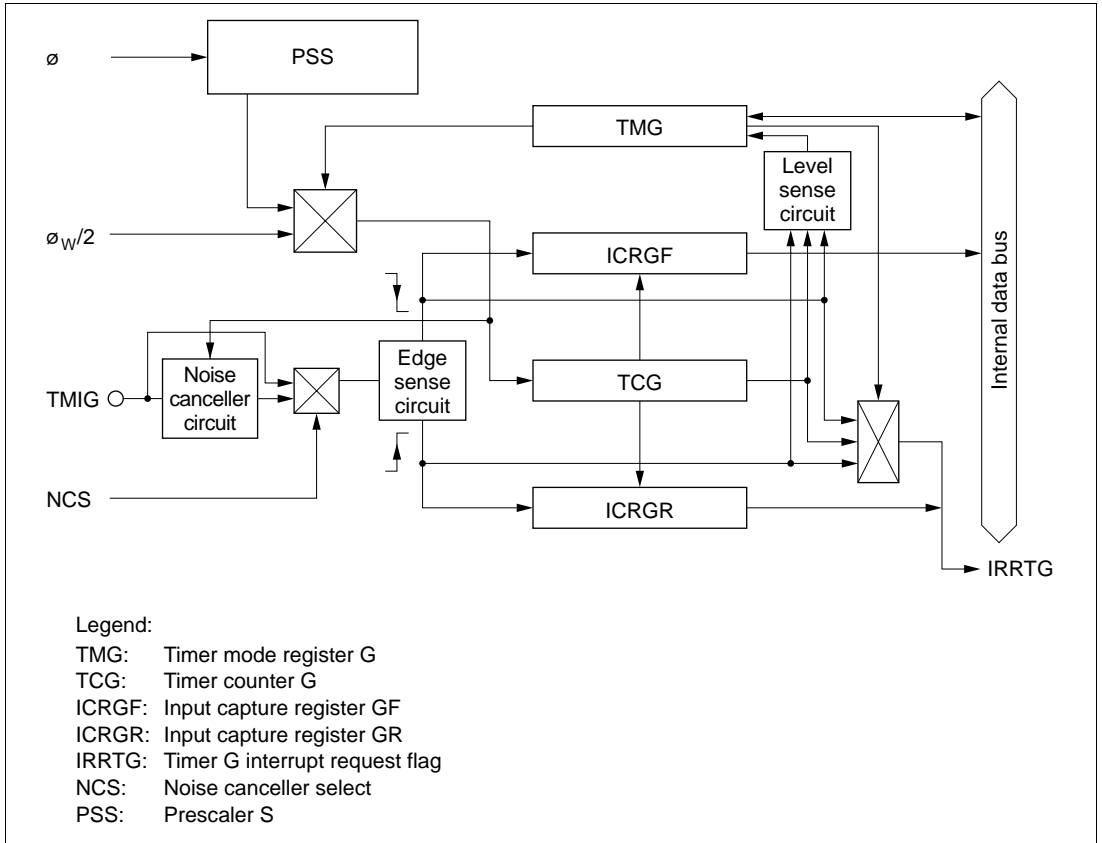 ø
PSS
TMG
Level
sense
circuit
øW/2
ICRGF
Internal data bus
TMIG
Noise
canceller
circuit
Edge
sense
circuit
TCG
NCS
ICRGR
IRRTG
Legend:
TMG: Timer mode register G
TCG: Timer counter G
ICRGF: Input capture register GF
ICRGR: Input capture register GR
IRRTG: Timer G interrupt request flag
NCS: Noise canceller select
PSS: Prescaler S